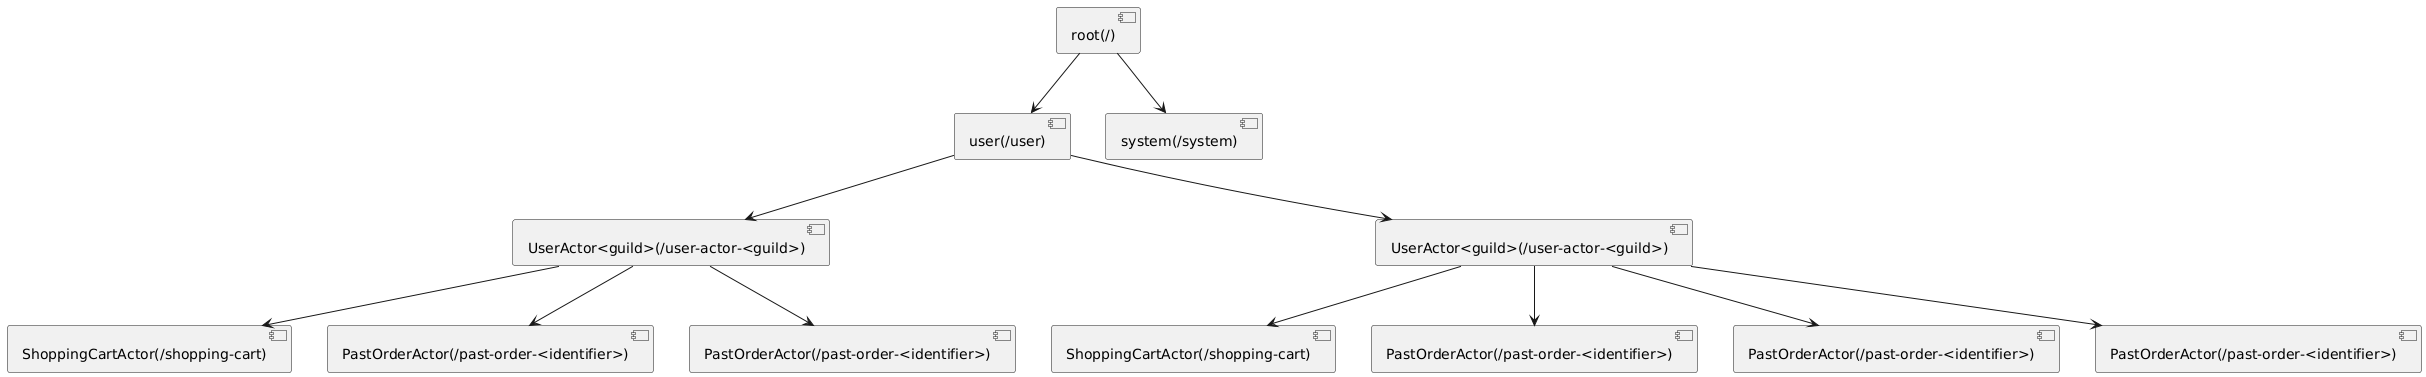 root(/)
user(/user)
system(/system)
UserActor<guild>(/user-actor-<guild>)
UserActor<guild>(/user-actor-<guild>)
ShoppingCartActor(/shopping-cart)
PastOrderActor(/past-order-<identifier>)
PastOrderActor(/past-order-<identifier>)
ShoppingCartActor(/shopping-cart)
PastOrderActor(/past-order-<identifier>)
PastOrderActor(/past-order-<identifier>)
PastOrderActor(/past-order-<identifier>)